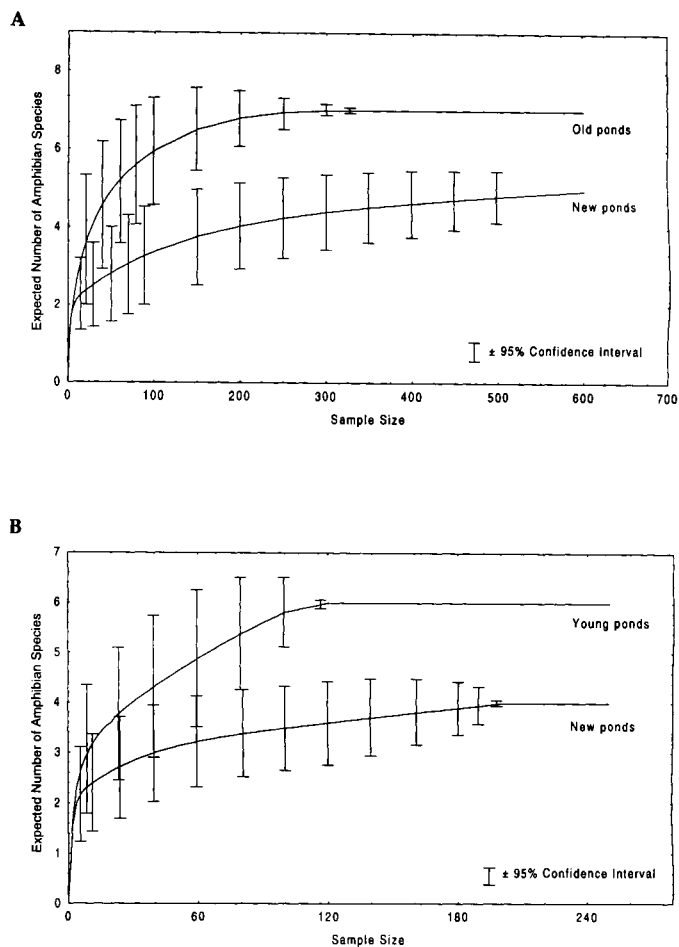 A
Expected Number of Amphibian Species
8
6
4
2
0
Old ponds
New ponds
± 95% Confidence Interval
0 100 200 300 400 500 600 700
Sample Size
B
Expected Number of Amphibian Species
7
6
5
4
3
2
1
0
Young ponds
New ponds
± 95% Confidence Interval
0 60 120 180 240
Sample Size